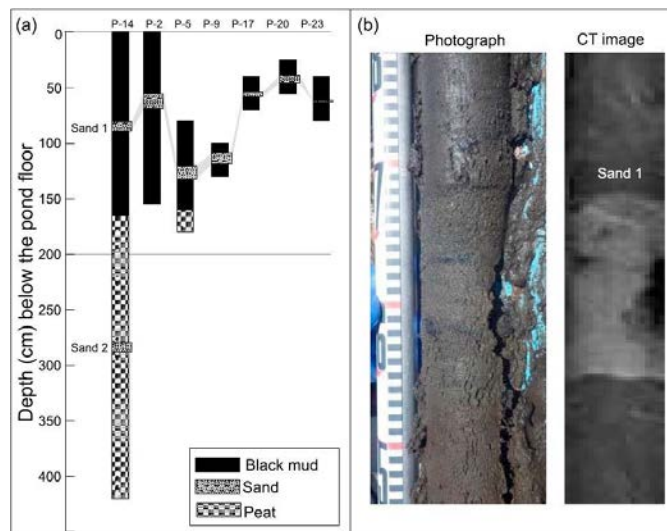 (a)
P-14 P-2 P-5 P-9 P-17 P-20 P-23
0
50
Sand 1
100
150
200
250
Sand 2
300
350
400
Depth (cm) below the pond floor
Black mud
Sand
Peat
(b)
Photograph
CT image
Sand 1